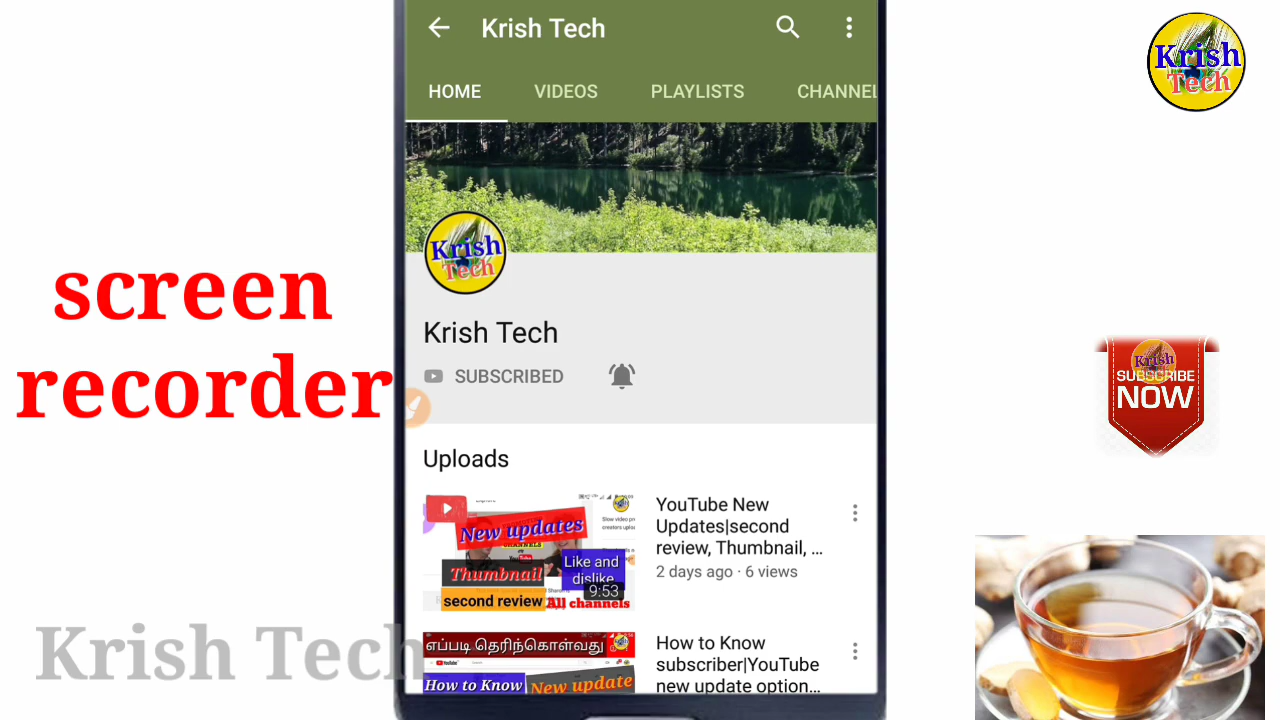 Krish Tech
HOME VIDEOS PLAYLISTS CHANNEL
Krish
Tech
Krish
Tech
Krish Tech
SUBSCRIBED
screen
recorder
Krish
SUBSCRIBE
NOW
Uploads
New updates
Thumbnail
Like and
dislike
9:53
second review
All channels
YouTube New
Updates|second
review, Thumbnail, ...
2 days ago · 6 views
எப்படி தெரிந்கொள்வது
YouTube
How to Know
New update
How to Know
subscriber|YouTube
new update option...
Krish Tech